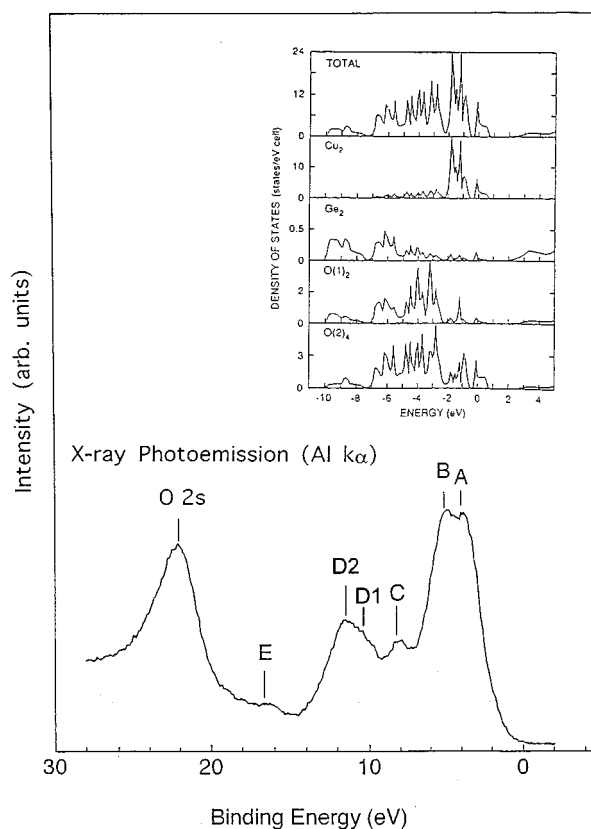 24
TOTAL
12
0
Cu₂
10
0
Ge₂
0.5
0
O(1)₂
2
0
O(2)₄
3
0
-10 -8 -6 -4 -2 0 2 4
ENERGY (eV)
DENSITY OF STATES (states/eV cell)
Intensity (arb. units)
X-ray Photoemission (Al kα)
B A
O 2s
D2
D1
C
E
30 20 10 0
Binding Energy (eV)